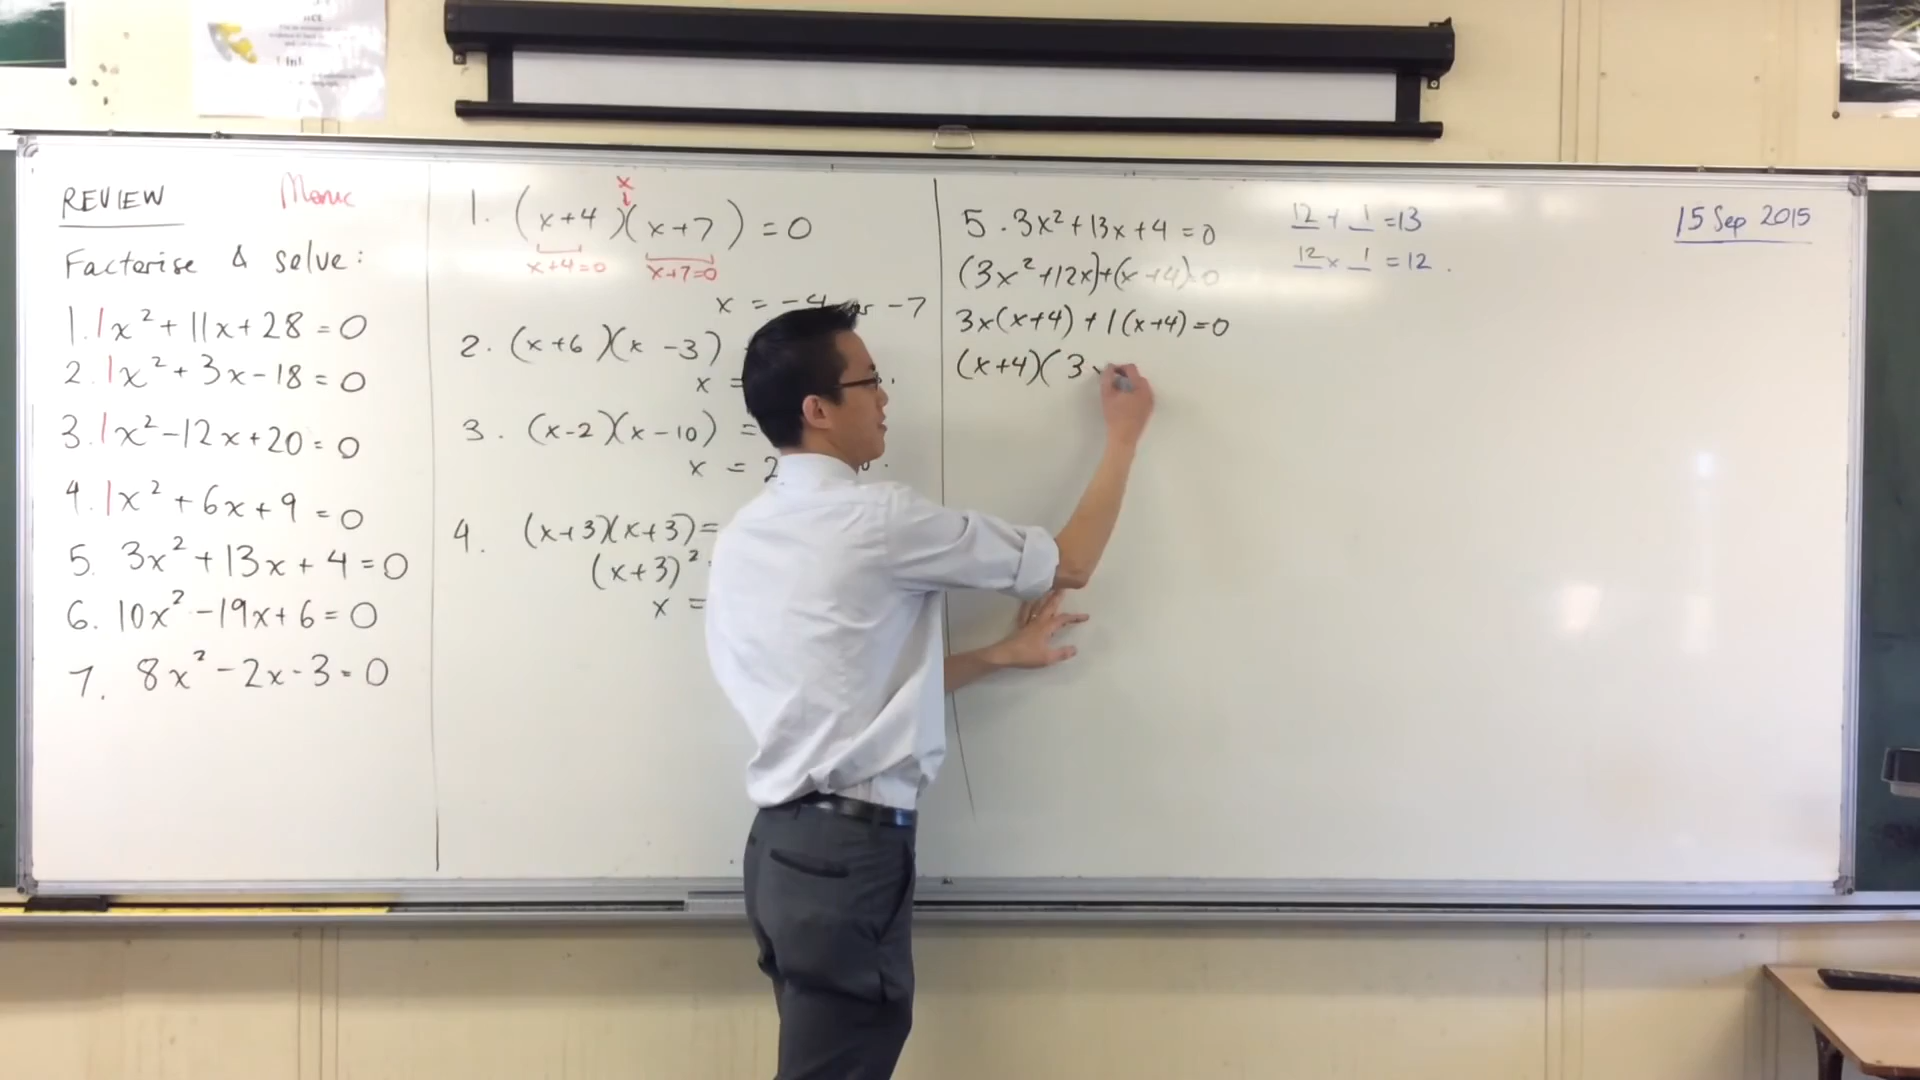 REVIEW Monic
Factorise & solve:
1. 1x² + 11x + 28 = 0
2. 1x² + 3x - 18 = 0
3. 1x² - 12x + 20 = 0
4. 1x² + 6x + 9 = 0
5. 3x² + 13x + 4 = 0
6. 10x² - 19x + 6 = 0
7. 8x² - 2x - 3 = 0
x
↓
1. (x+4)(x+7) = 0
x+4=0 x+7=0
x = -4 or -7
2. (x+6)(x-3)
x =
3. (x-2)(x-10) =
x = 2
4. (x+3)(x+3)=
(x+3)²
x =
5. 3x² + 13x + 4 = 0
(3x² + 12x) + (x + 4) = 0
3x(x+4) + 1(x+4) = 0
(x+4)(3x
12 + 1 = 13
12 x 1 = 12.
15 Sep 2015